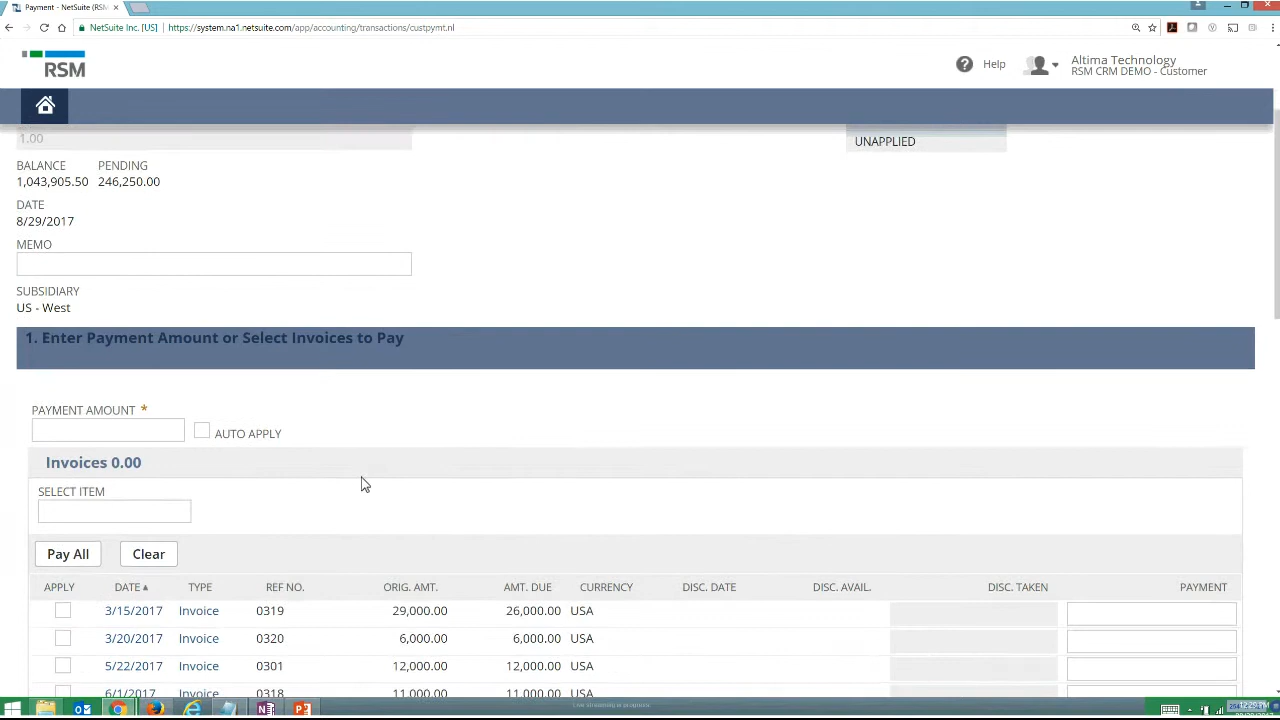 Payment - NetSuite (RSM
NetSuite Inc. [US] https://system.na1.netsuite.com/app/accounting/transactions/custpymt.nl
RSM
Help
Altima Technology
RSM CRM DEMO - Customer
1.00
UNAPPLIED
BALANCE PENDING
1,043,905.50 246,250.00
DATE
8/29/2017
MEMO
SUBSIDIARY
US - West
1. Enter Payment Amount or Select Invoices to Pay
PAYMENT AMOUNT *
AUTO APPLY
Invoices 0.00
SELECT ITEM
Pay All Clear
APPLY DATE TYPE REF NO. ORIG. AMT. AMT. DUE CURRENCY DISC. DATE DISC. AVAIL. DISC. TAKEN PAYMENT
3/15/2017 Invoice 0319 29,000.00 26,000.00 USA
3/20/2017 Invoice 0320 6,000.00 6,000.00 USA
5/22/2017 Invoice 0301 12,000.00 12,000.00 USA
6/1/2017 Invoice 0318 11,000.00 11,000.00 USA